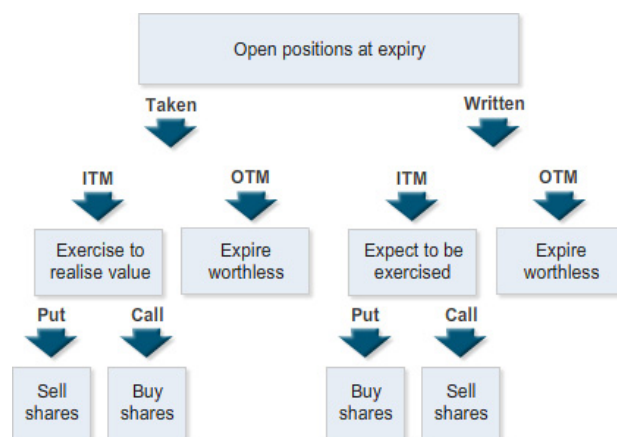 Open positions at expiry
Taken
Written
ITM
OTM
ITM
OTM
Exercise to
realise value
Expire
worthless
Expect to be
exercised
Expire
worthless
Put
Call
Put
Call
Sell
shares
Buy
shares
Buy
shares
Sell
shares